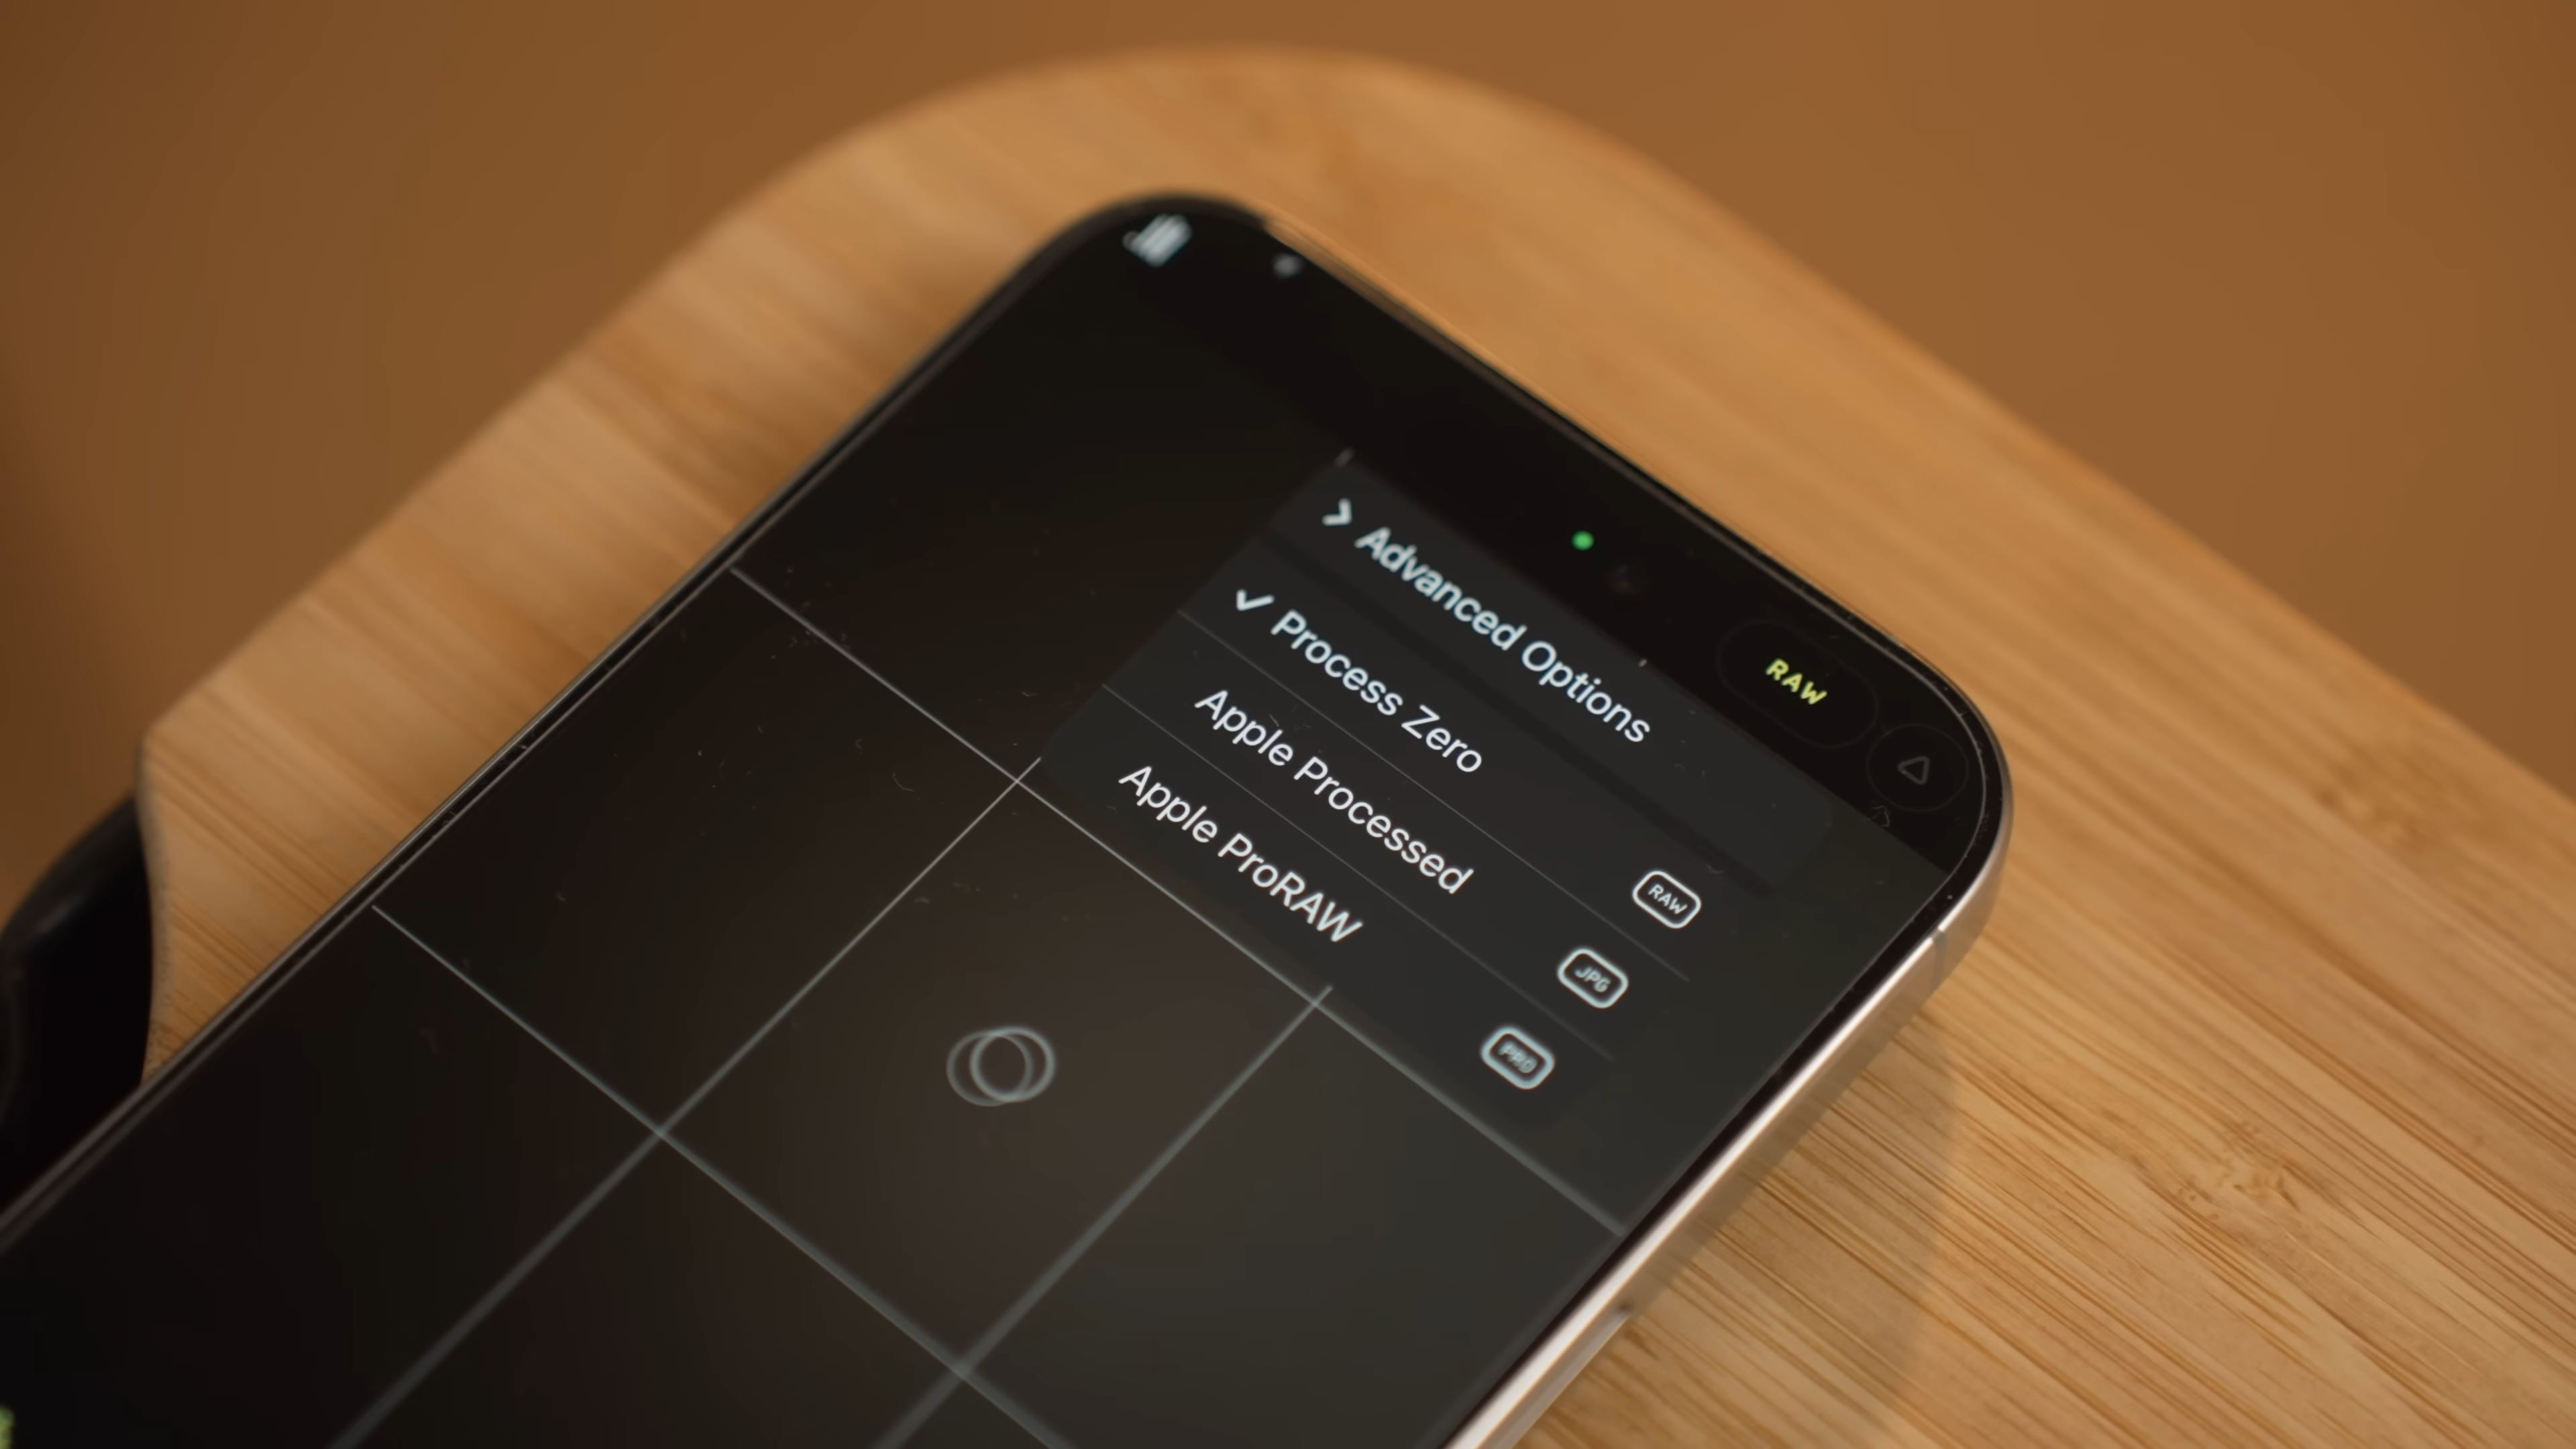 RAW
Advanced Options
Process Zero
RAW
Apple Processed
JPG
Apple ProRAW
PRO